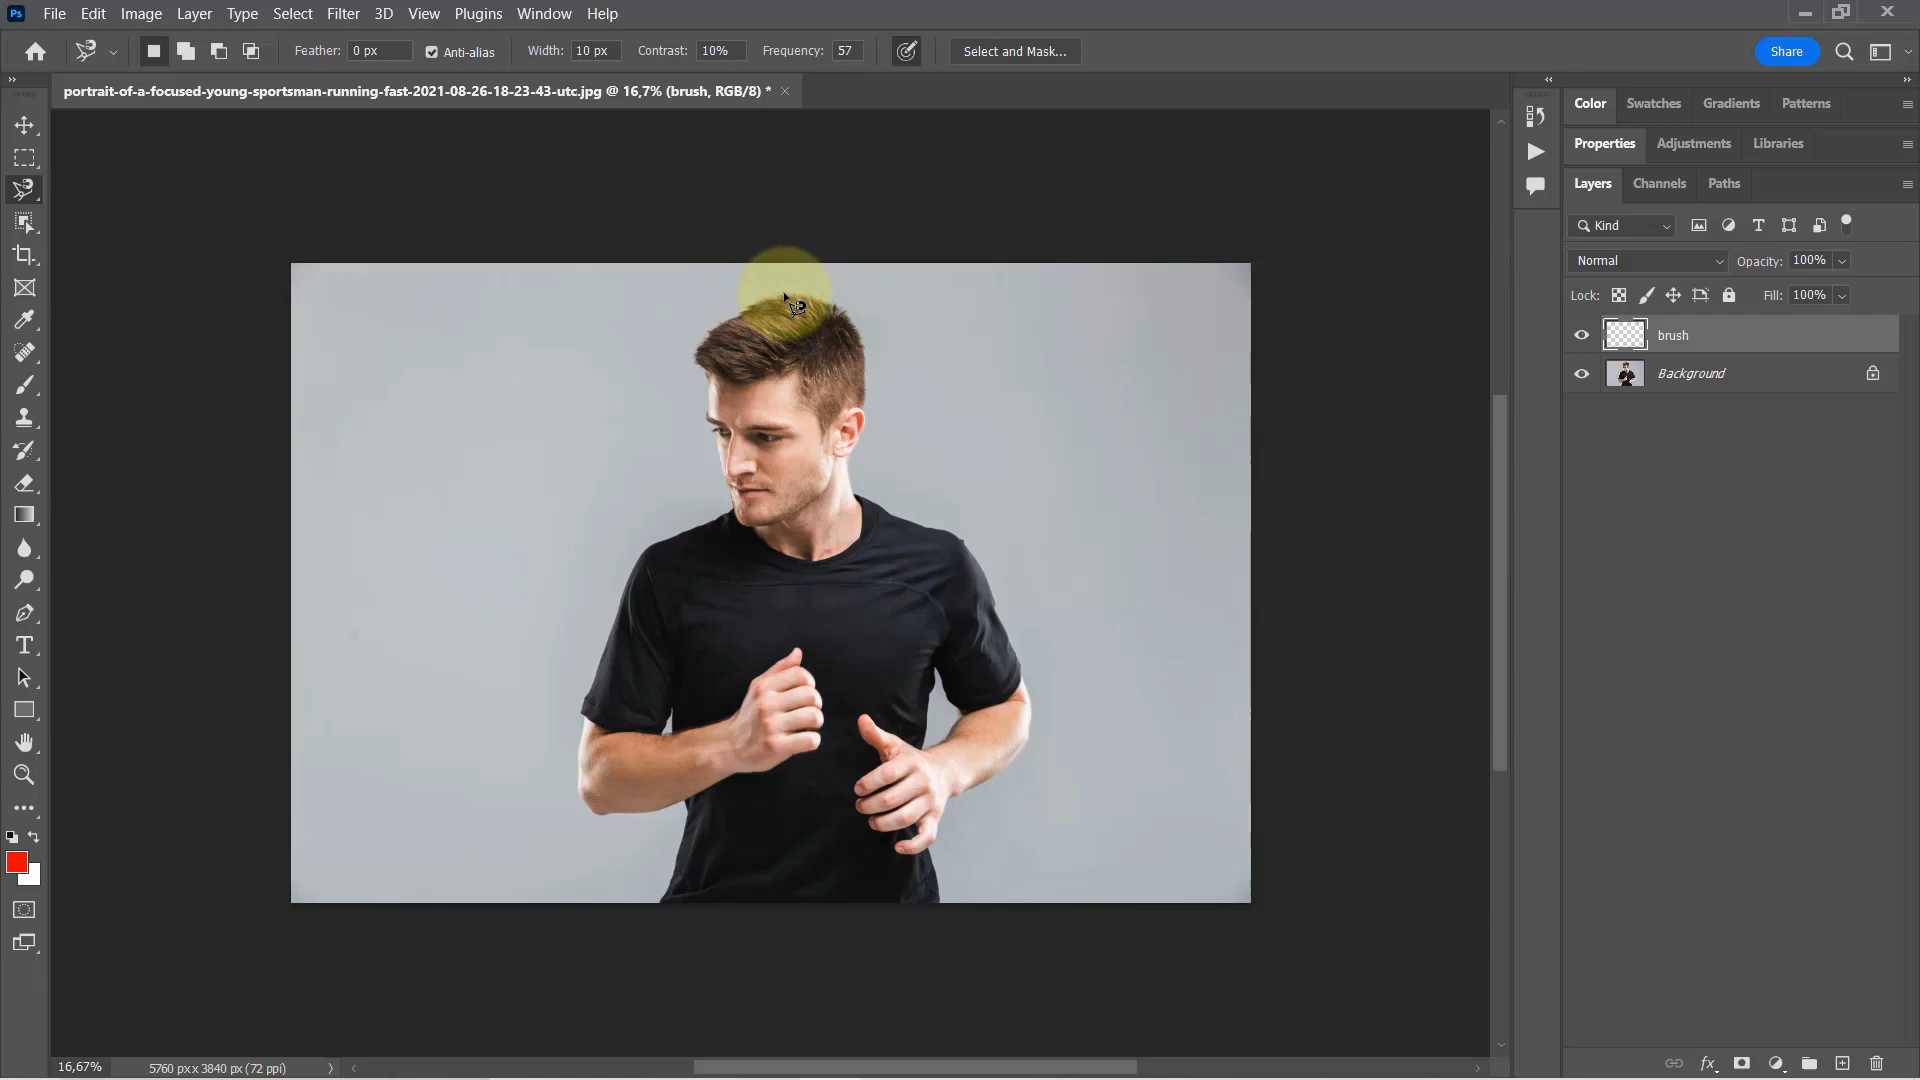 Ps File Edit Image Layer Type Select Filter 3D View Plugins Window Help
Feather: 0 px Anti-alias Width: 10 px Contrast: 10% Frequency: 57 Select and Mask... Share
portrait-of-a-focused-young-sportsman-running-fast-2021-08-26-18-23-43-utc.jpg @ 16,7% (brush, RGB/8) *
Color Swatches Gradients Patterns
Properties Adjustments Libraries
Layers Channels Paths
Kind
Normal Opacity: 100%
Lock: Fill: 100%
brush
Background
16,67% 5760 px x 3840 px (72 ppi)